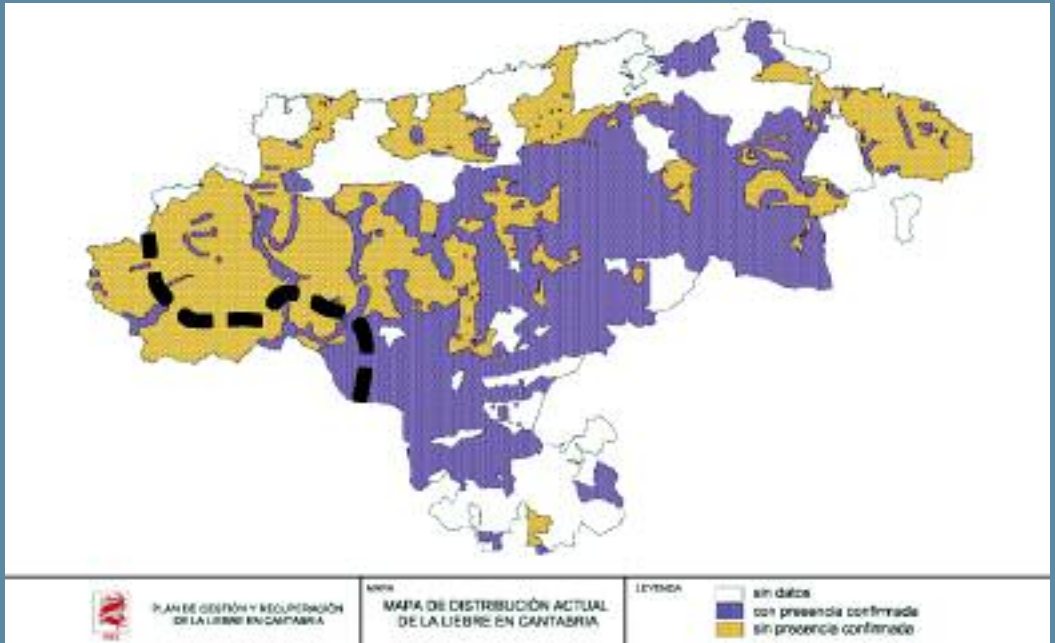 PLAN DE GESTIÓN Y RECUPERACIÓN
DE LA LIEBRE EN CANTABRIA
MAPA
MAPA DE DISTRIBUCIÓN ACTUAL
DE LA LIEBRE EN CANTABRIA
LEYENDA
sin datos
con presencia confirmada
sin presencia confirmada